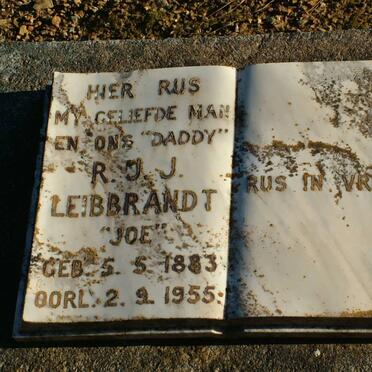 HIER RUS
MY GELIEFDE MAN
EN ONS "DADDY"
R J J
LEIBBRANDT
"JOE"
GEB. 5. 5. 1883
OORL. 2. 9. 1955.
RUS IN VR